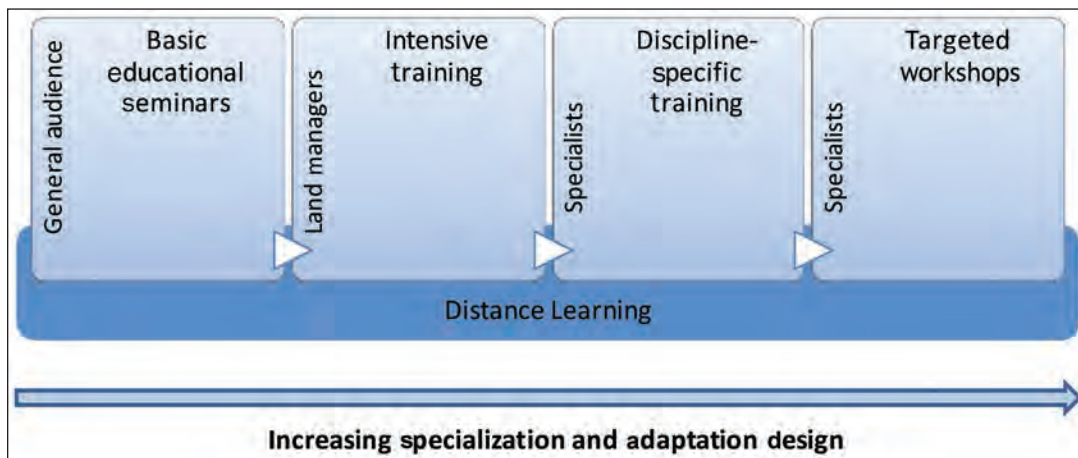 General audience
Basic
educational
seminars
Land managers
Intensive
training
Specialists
Discipline-
specific
training
Specialists
Targeted
workshops
Distance Learning
Increasing specialization and adaptation design